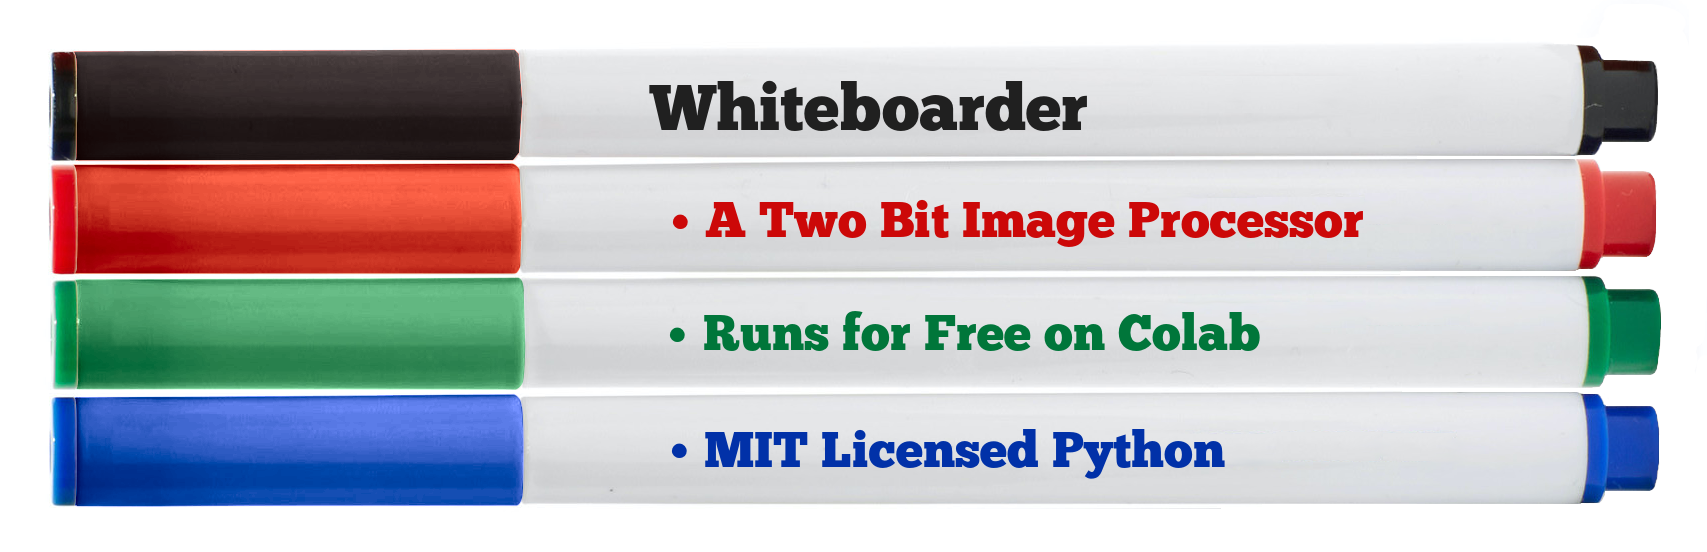 Whiteboarder
• A Two Bit Image Processor
• Runs for Free on Colab
• MIT Licensed Python